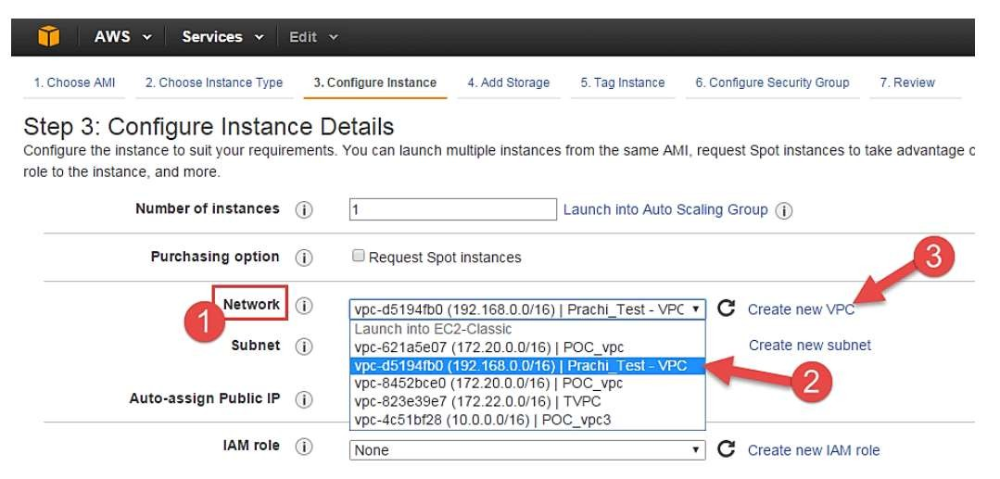 AWS Services Edit
1. Choose AMI 2. Choose Instance Type 3. Configure Instance 4. Add Storage 5. Tag Instance 6. Configure Security Group 7. Review
Step 3: Configure Instance Details
Configure the instance to suit your requirements. You can launch multiple instances from the same AMI, request Spot instances to take advantage o
role to the instance, and more.
Number of instances i 1 Launch into Auto Scaling Group i
Purchasing option i Request Spot instances
3
Network i vpc-d5194fb0 (192.168.0.0/16) | Prachi_Test - VPC Create new VPC
1
Launch into EC2-Classic
Subnet i vpc-621a5e07 (172.20.0.0/16) | POC_vpc Create new subnet
vpc-d5194fb0 (192.168.0.0/16) | Prachi_Test - VPC
2
vpc-8452bce0 (172.20.0.0/16) | POC_vpc
Auto-assign Public IP i vpc-823e39e7 (172.22.0.0/16) | TVPC
vpc-4c51bf28 (10.0.0.0/16) | POC_vpc3
IAM role i None Create new IAM role